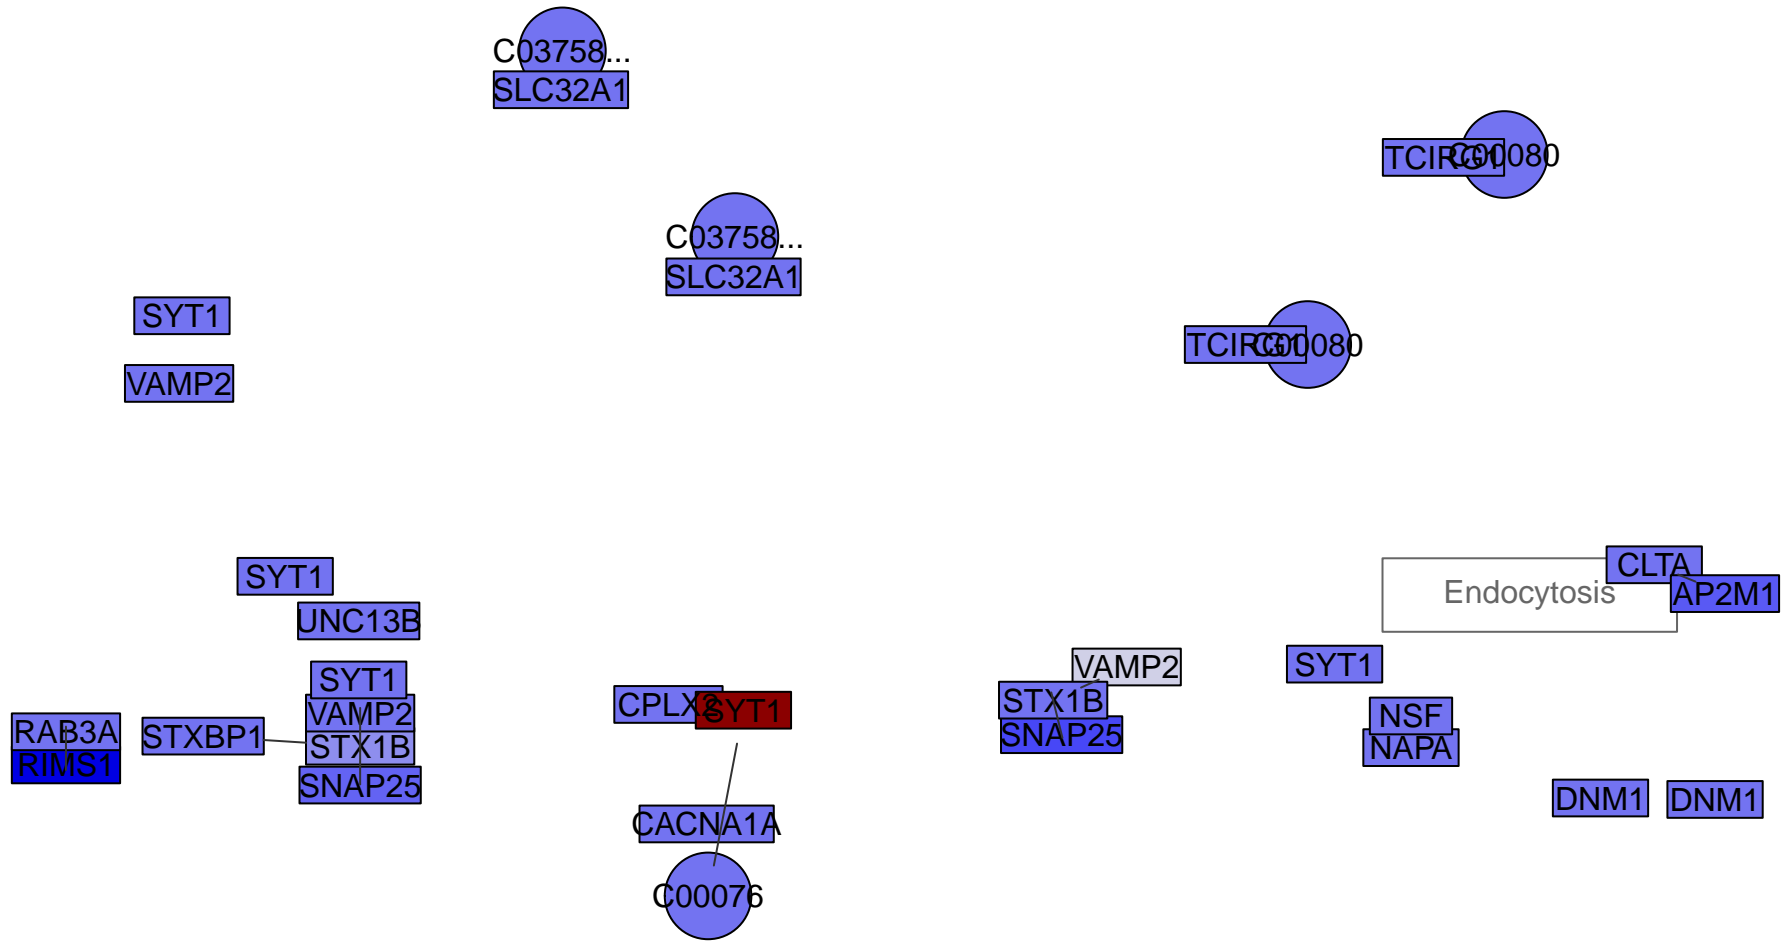 C03758...
SLC32A1
TCIRG1
C00080
C03758...
SLC32A1
SYT1
TCIRG1
C00080
VAMP2
SYT1
CLTA
Endocytosis
AP2M1
UNC13B
SYT1
VAMP2
SYT1
CPLX2
SYT1
STX1B
NSF
VAMP2
RAB3A
STXBP1
STX1B
SNAP25
NAPA
RIMS1
SNAP25
DNM1
DNM1
CACNA1A
C00076